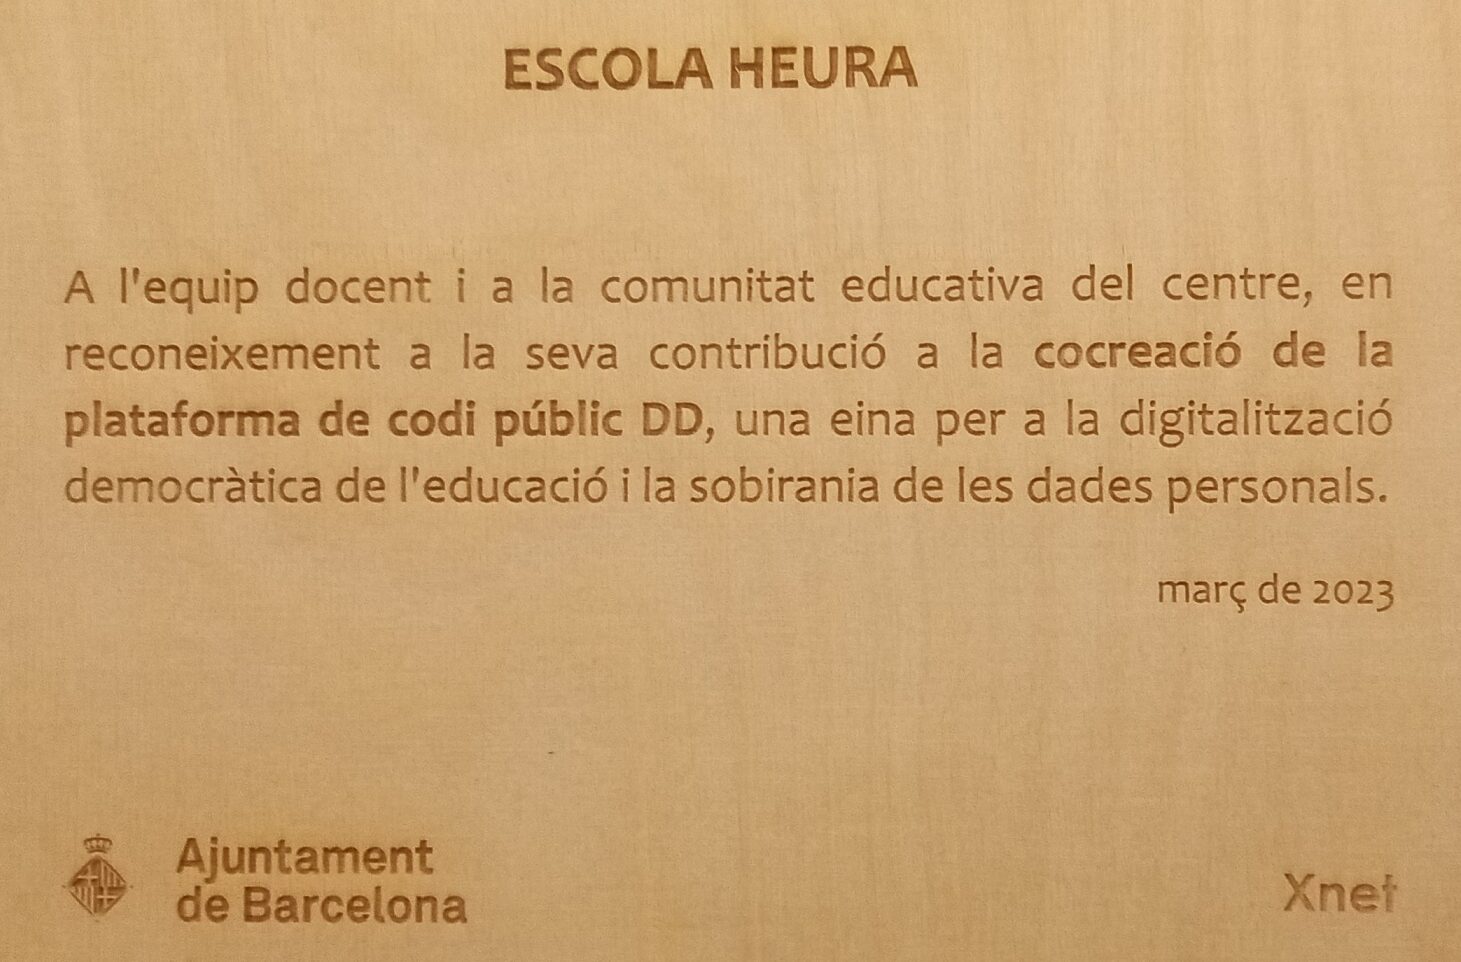 ESCOLA HEURA
A l'equip docent i a la comunitat educativa del centre, en
reconeixement a la seva contribució a la cocreació de la
plataforma de codi públic DD, una eina per a la digitalització
democràtica de l'educació i la sobirania de les dades personals.
març de 2023
Ajuntament
de Barcelona
Xnet